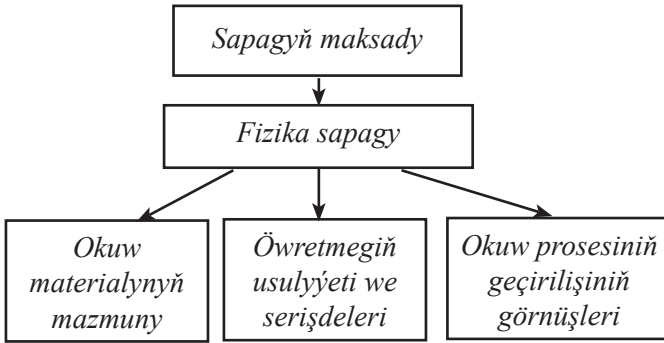 Sapagyň maksady
Fizika sapagy
Okuw
materialynyň
mazmuny
Öwretmegiň
usulyýeti we
serişdeleri
Okuw prosesiniň
geçirilişiniň
görnüşleri